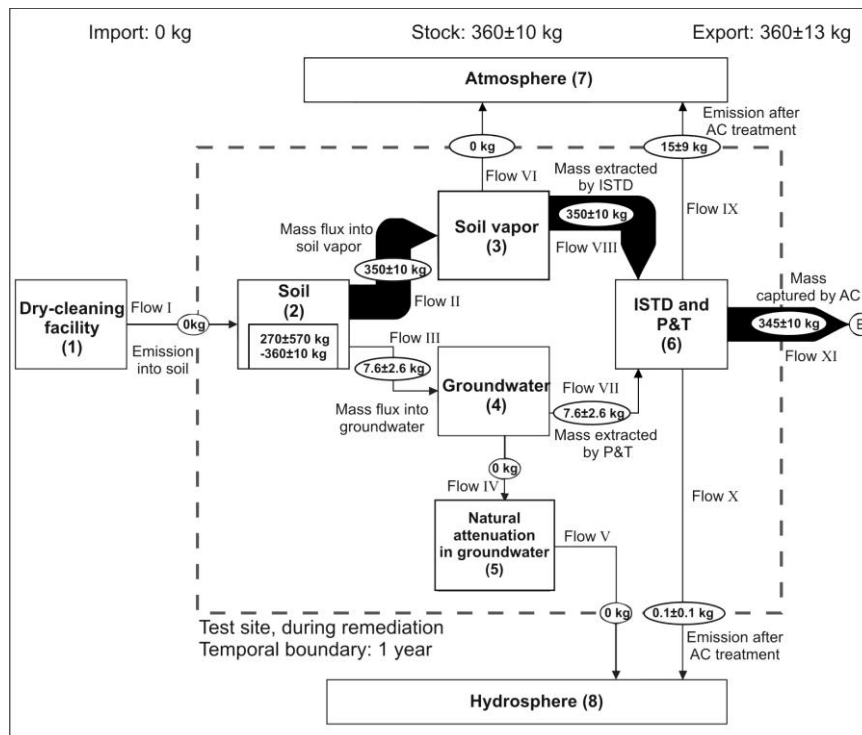 Import: 0 kg
Stock: 360±10 kg
Export: 360±13 kg
Atmosphere (7)
Emission after
AC treatment
0 kg
15±9 kg
Flow VI
Mass extracted
by ISTD
Flow IX
Mass flux into
soil vapor
Soil vapor
(3)
350±10 kg
Flow VIII
350±10 kg
Flow II
Dry-cleaning
facility
(1)
Flow I
0kg
Emission
into soil
Soil
(2)
270±570 kg
-360±10 kg
ISTD and
P&T
(6)
Mass
captured by AC
345±10 kg
E
Flow XI
Flow III
7.6±2.6 kg
Mass flux into
groundwater
Groundwater
(4)
Flow VII
7.6±2.6 kg
Mass extracted
by P&T
0 kg
Flow IV
Flow X
Natural
attenuation
in groundwater
(5)
Flow V
0 kg
0.1±0.1 kg
Test site, during remediation
Temporal boundary: 1 year
Emission after
AC treatment
Hydrosphere (8)